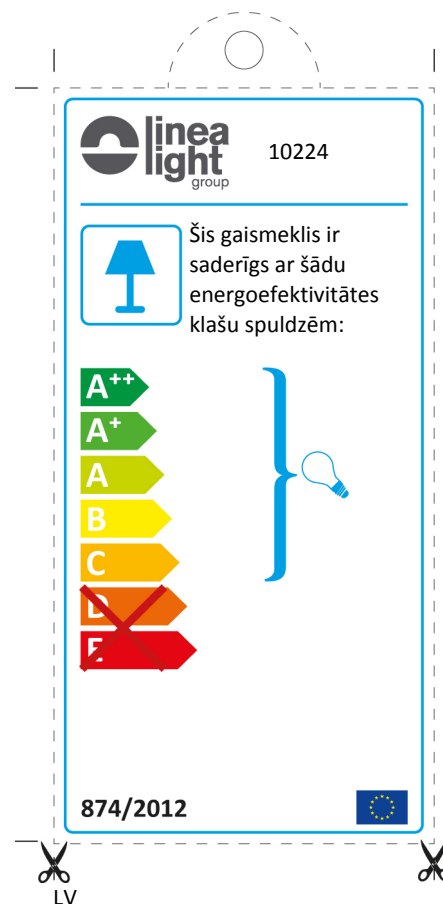 linea
light
group
10224
Šis gaismeklis ir
saderīgs ar šādu
energoefektivitātes
klašu spuldzēm:
A++
A+
A
B
C
D
E
874/2012
LV